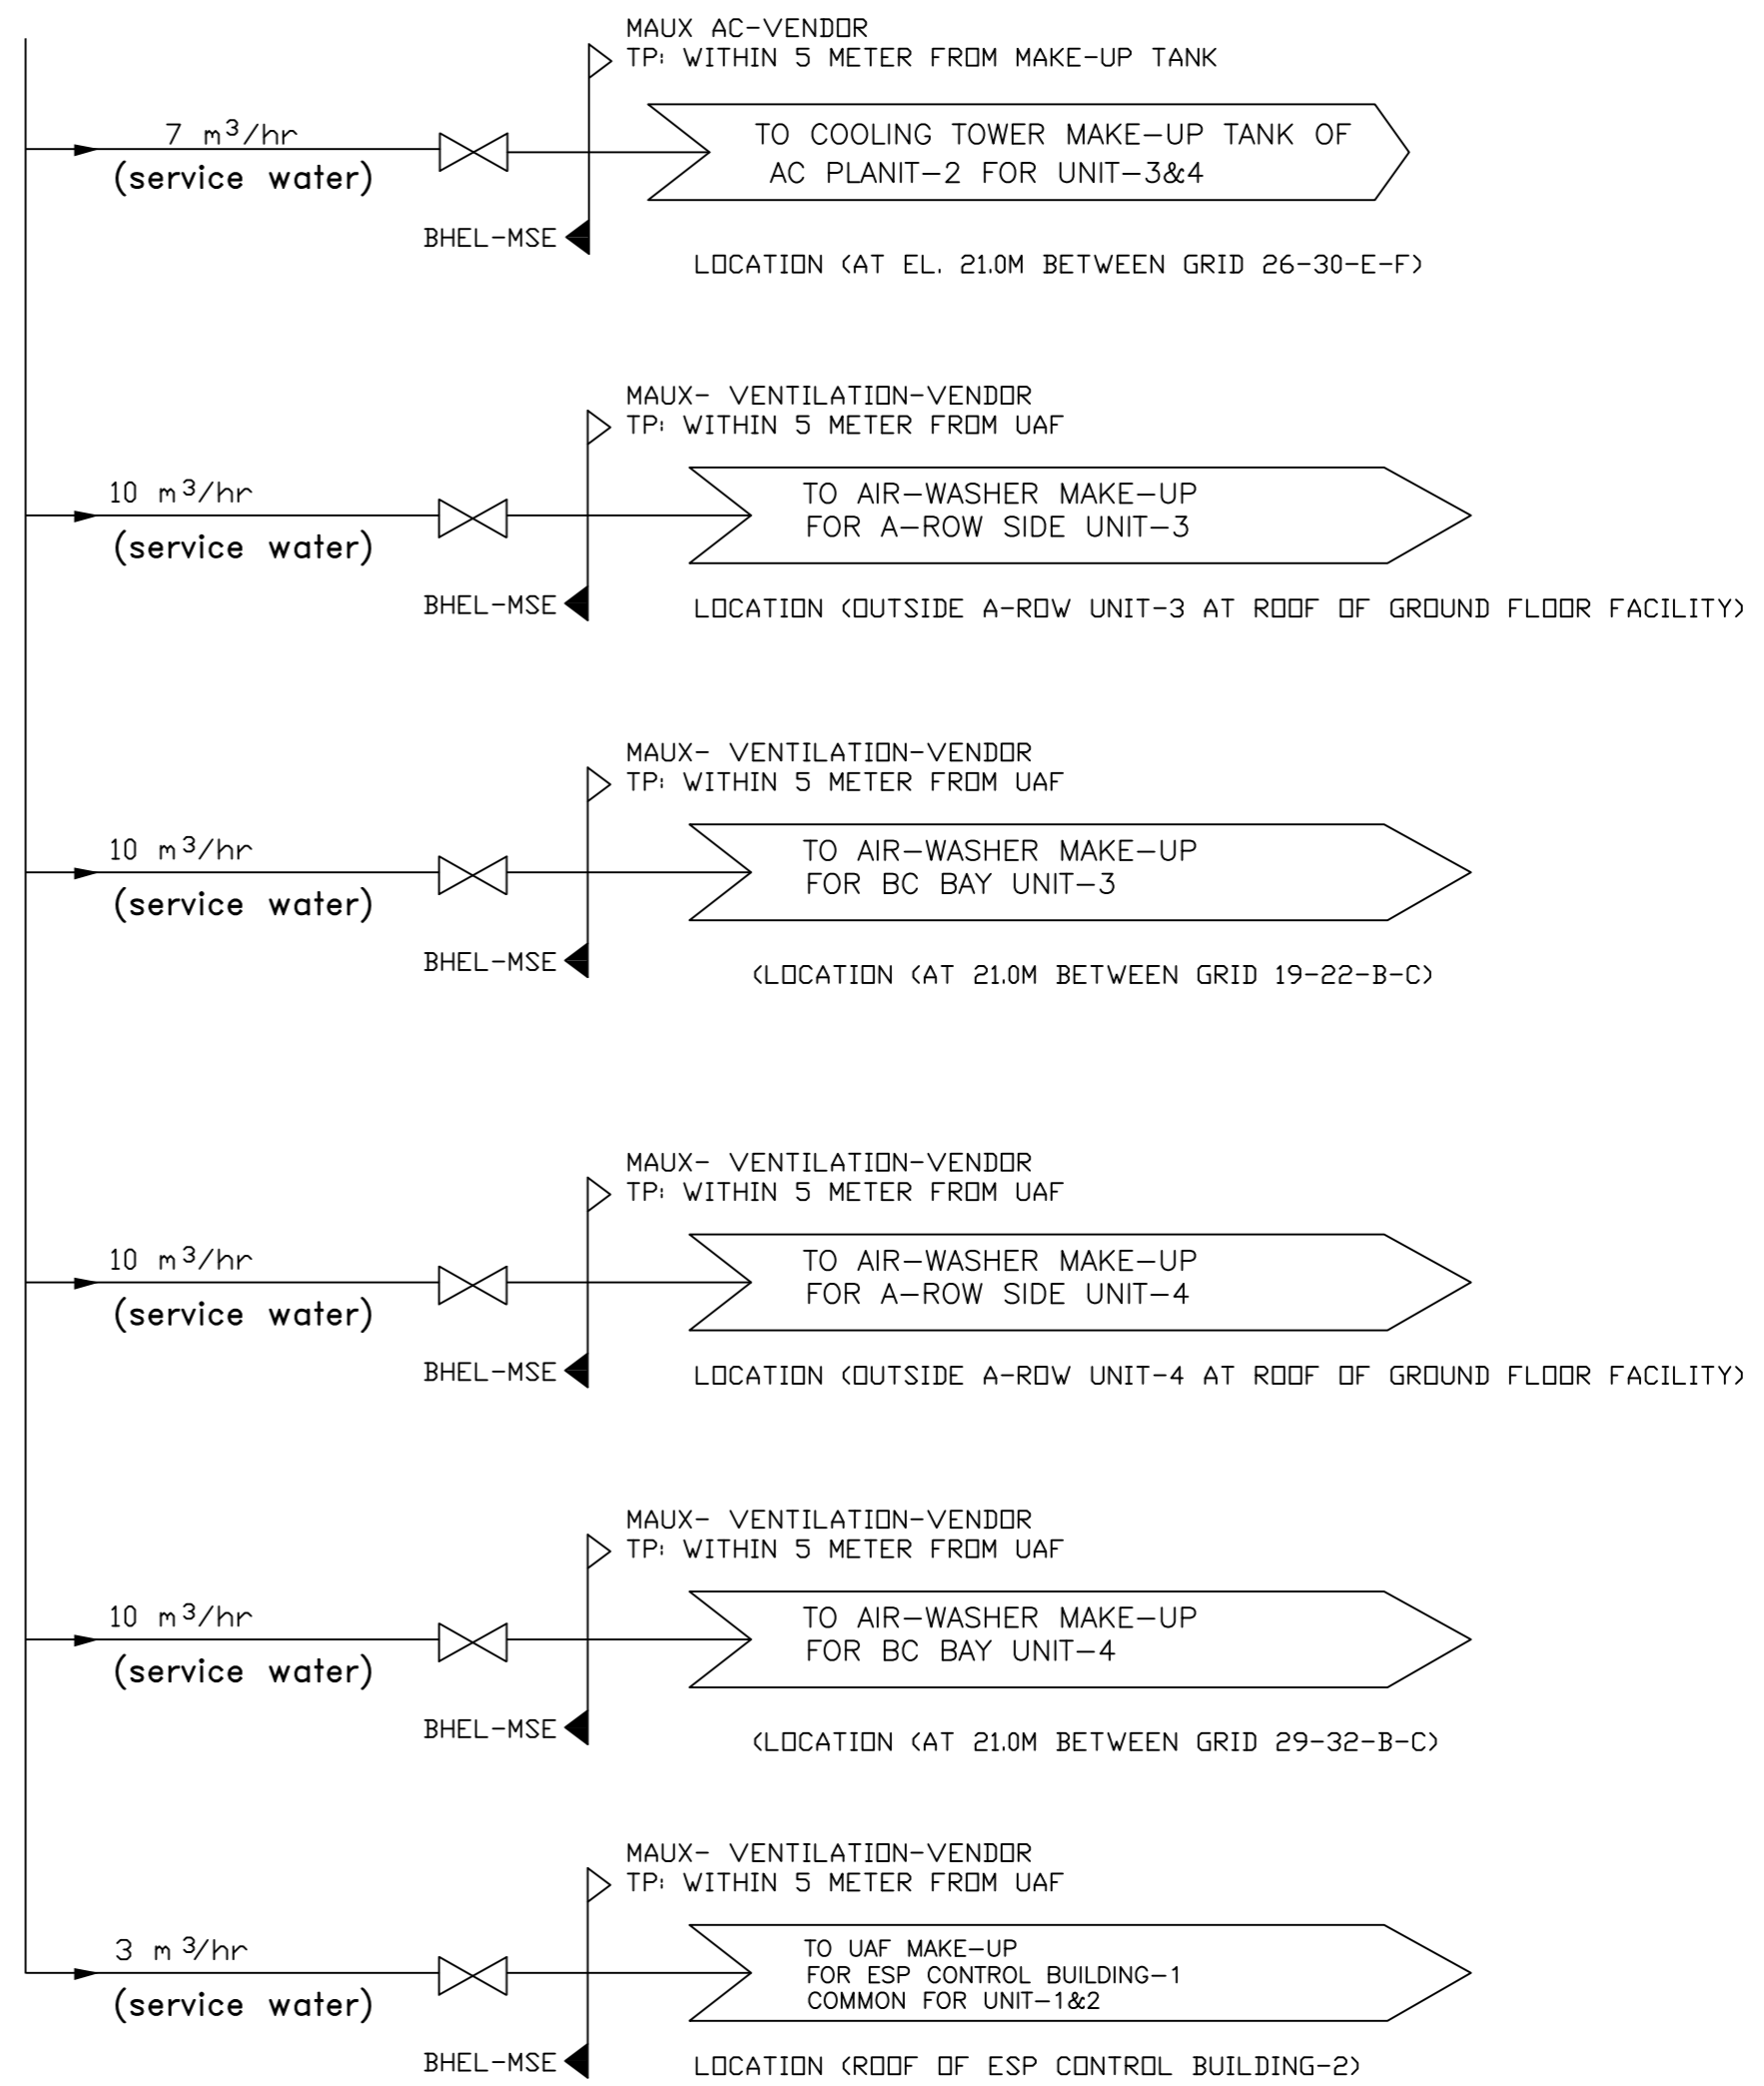 MAUX AC-VENDOR
TP: WITHIN 5 METER FROM MAKE-UP TANK
7 m3/hr
(service water)
TO COOLING TOWER MAKE-UP TANK OF
AC PLANIT-2 FOR UNIT-3&4
BHEL-MSE
LOCATION (AT EL. 21.0M BETWEEN GRID 26-30-E-F)
MAUX- VENTILATION-VENDOR
TP: WITHIN 5 METER FROM UAF
10 m3/hr
(service water)
TO AIR-WASHER MAKE-UP
FOR A-ROW SIDE UNIT-3
BHEL-MSE
LOCATION (OUTSIDE A-ROW UNIT-3 AT ROOF OF GROUND FLOOR FACILITY)
MAUX- VENTILATION-VENDOR
TP: WITHIN 5 METER FROM UAF
10 m3/hr
(service water)
TO AIR-WASHER MAKE-UP
FOR BC BAY UNIT-3
BHEL-MSE
(LOCATION (AT 21.0M BETWEEN GRID 19-22-B-C)
MAUX- VENTILATION-VENDOR
TP: WITHIN 5 METER FROM UAF
10 m3/hr
(service water)
TO AIR-WASHER MAKE-UP
FOR A-ROW SIDE UNIT-4
BHEL-MSE
LOCATION (OUTSIDE A-ROW UNIT-4 AT ROOF OF GROUND FLOOR FACILITY)
MAUX- VENTILATION-VENDOR
TP: WITHIN 5 METER FROM UAF
10 m3/hr
(service water)
TO AIR-WASHER MAKE-UP
FOR BC BAY UNIT-4
BHEL-MSE
(LOCATION (AT 21.0M BETWEEN GRID 29-32-B-C)
MAUX- VENTILATION-VENDOR
TP: WITHIN 5 METER FROM UAF
3 m3/hr
(service water)
TO UAF MAKE-UP
FOR ESP CONTROL BUILDING-1
COMMON FOR UNIT-1&2
BHEL-MSE
LOCATION (ROOF OF ESP CONTROL BUILDING-2)